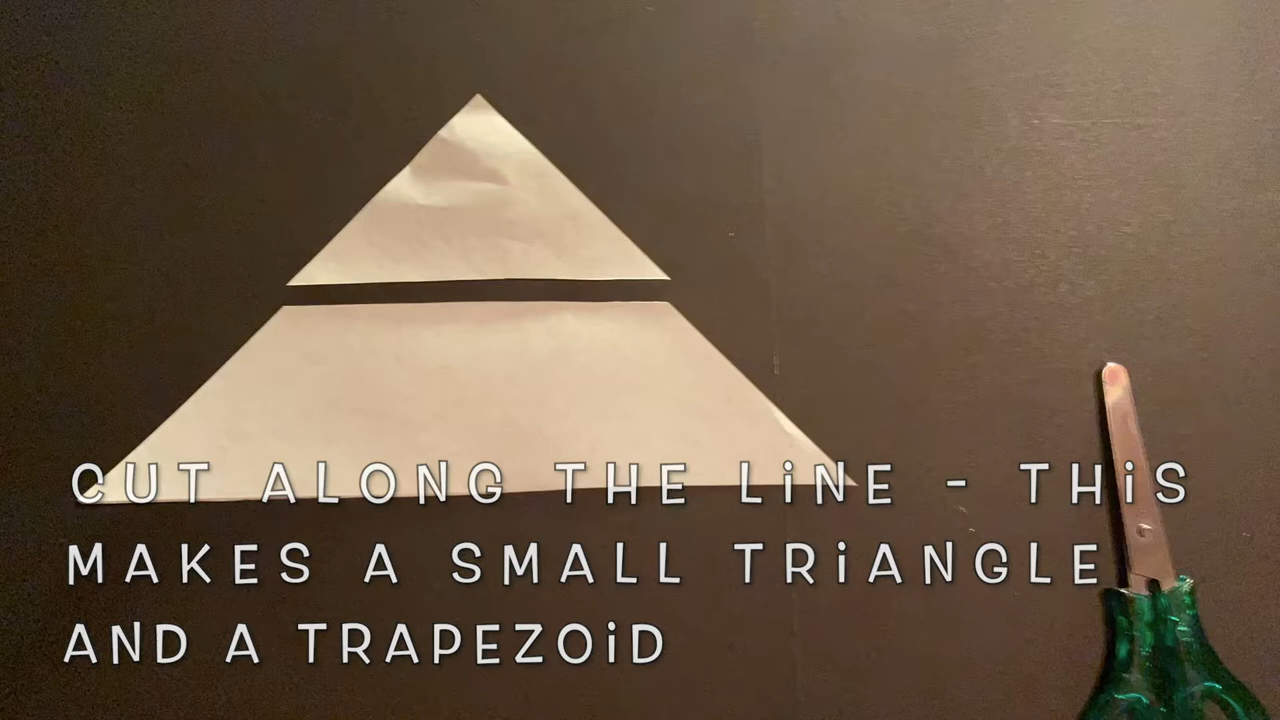 CUT ALONG THE LiNE - THiS
MAKES A SMALL TRiANGLE
AND A TRAPEZOiD